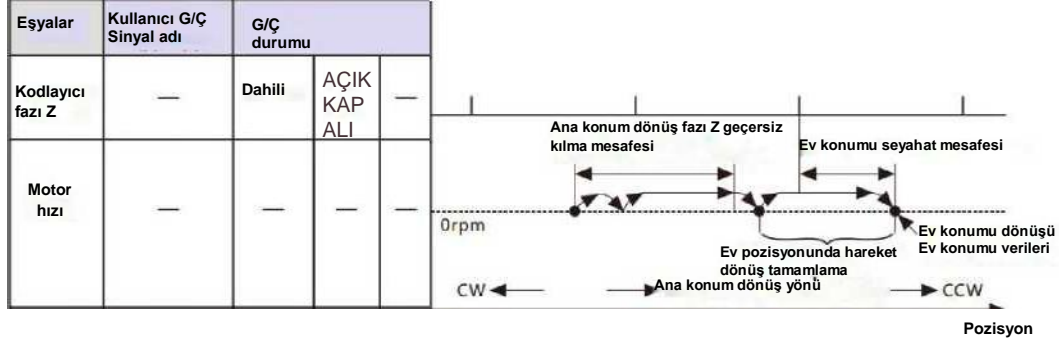 Eşyalar
Kullanıcı G/Ç
Sinyal adı
G/Ç
durumu
Kodlayıcı
fazı Z
—
Dahili
AÇIK
KAP
ALI
—
Ana konum dönüş fazı Z geçersiz
kılma mesafesi
Ev konumu seyahat mesafesi
Motor
hızı
—
—
—
—
0rpm
Ev konumu dönüşü
Ev konumu verileri
Ev pozisyonunda hareket
dönüş tamamlama
Ana konum dönüş yönü
CW
CCW
Pozisyon